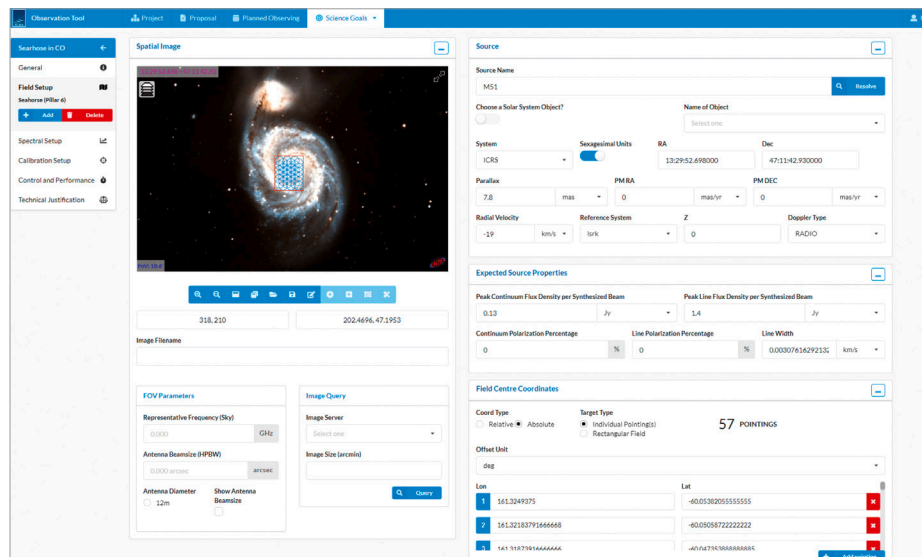 Observation Tool
Project
Proposal
Planned Observing
Science Goals
Searhose in CO
General
Field Setup
Seahorse (Pillar 6)
Add
Delete
Spectral Setup
Calibration Setup
Control and Performance
Technical Justification
Spatial Image
318, 210
202.4696, 47.1953
Image Filename
FOV Parameters
Representative Frequency (Sky)
0.000
GHz
Antenna Beamsize (HPBW)
0.000 arcsec
arcsec
Antenna Diameter
12m
Show Antenna
Beamsize
Image Query
Image Server
Select one
Image Size (arcmin)
Query
Source
Source Name
M51
Resolve
Choose a Solar System Object?
Name of Object
Select one
System
Sexagesimal Units
RA
Dec
ICRS
13:29:52.698000
47:11:42.930000
Parallax
PM RA
PM DEC
7.8
mas
0
mas/yr
0
mas/yr
Radial Velocity
Reference System
Z
Doppler Type
-19
km/s
lsrk
0
RADIO
Expected Source Properties
Peak Continuum Flux Density per Synthesized Beam
Peak Line Flux Density per Synthesized Beam
0.13
Jy
1.4
Jy
Continuum Polarization Percentage
Line Polarization Percentage
Line Width
0
%
0
%
0.00307616292132
km/s
Field Centre Coordinates
Coord Type
Target Type
Relative
Absolute
Individual Pointing(s)
Rectangular Field
57 POINTINGS
Offset Unit
deg
Lon
Lat
1
161.3249375
-60.05382055555555
2
161.32183791666668
-60.05058722222222